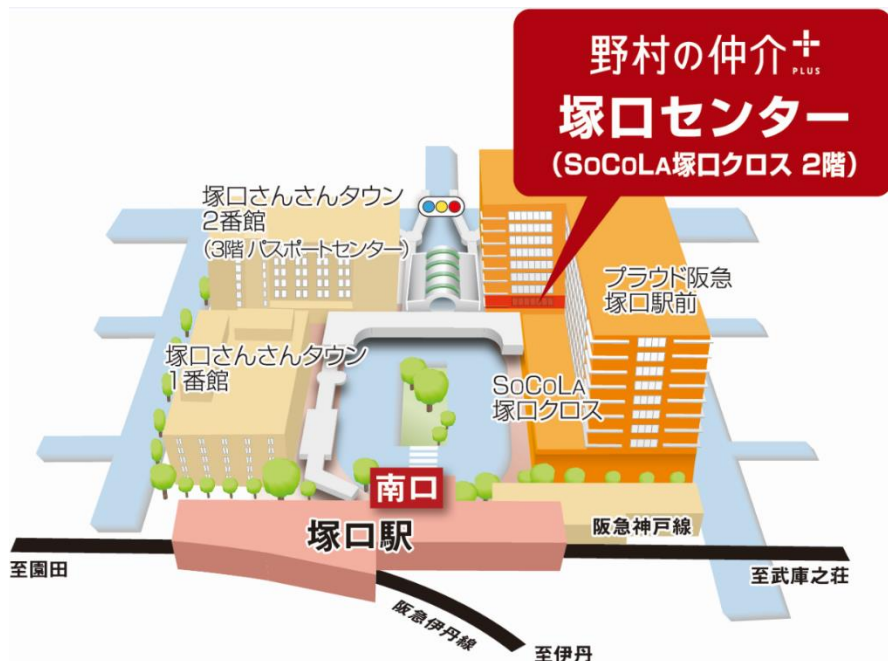 野村の仲介+
PLUS
塚口センター
（SoCoLA塚口クロス 2階）
塚口さんさんタウン
2番館
（3階 パスポートセンター）
プラウド阪急
塚口駅前
塚口さんさんタウン
1番館
SoCoLA
塚口クロス
南口
塚口駅
阪急神戸線
至園田
至武庫之荘
阪急伊丹線
至伊丹